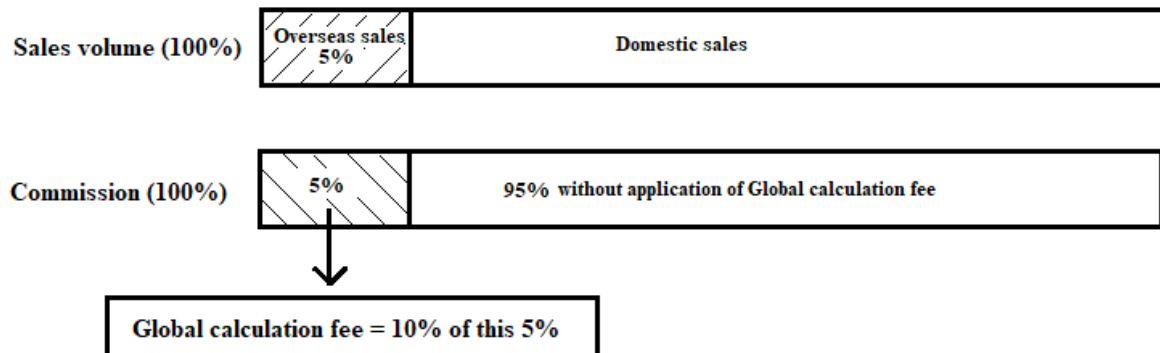 Sales volume (100%)
Overseas sales
5%
Domestic sales
Commission (100%)
5%
95% without application of Global calculation fee
Global calculation fee = 10% of this 5%